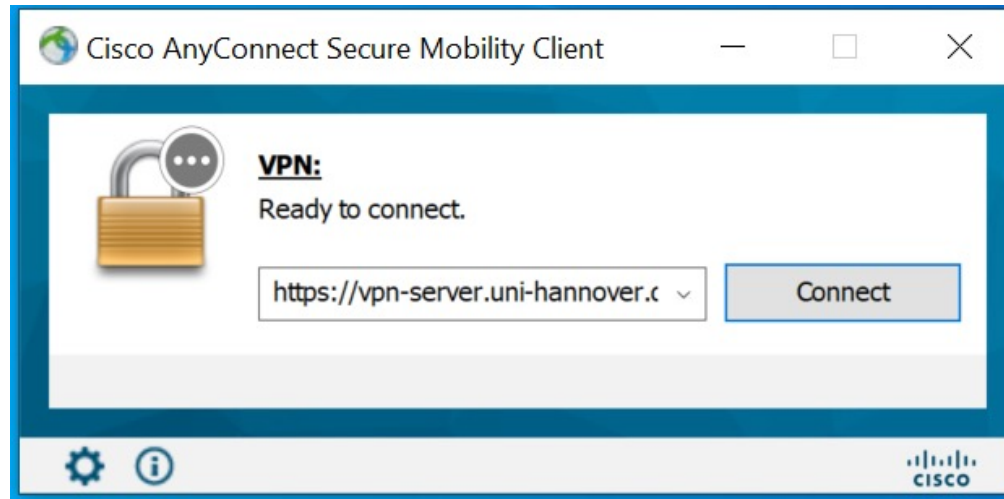 Cisco AnyConnect Secure Mobility Client
VPN:
Ready to connect.
https://vpn-server.uni-hannover.c
Connect
CISCO